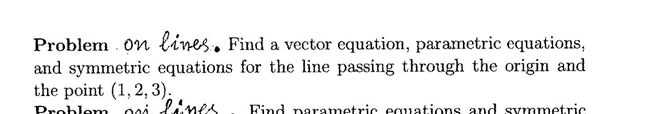 Problem on lines. Find a vector equation, parametric equations,
and symmetric equations for the line passing through the origin and
the point (1, 2, 3).
Problem on lines. Find parametric equations and symmetric